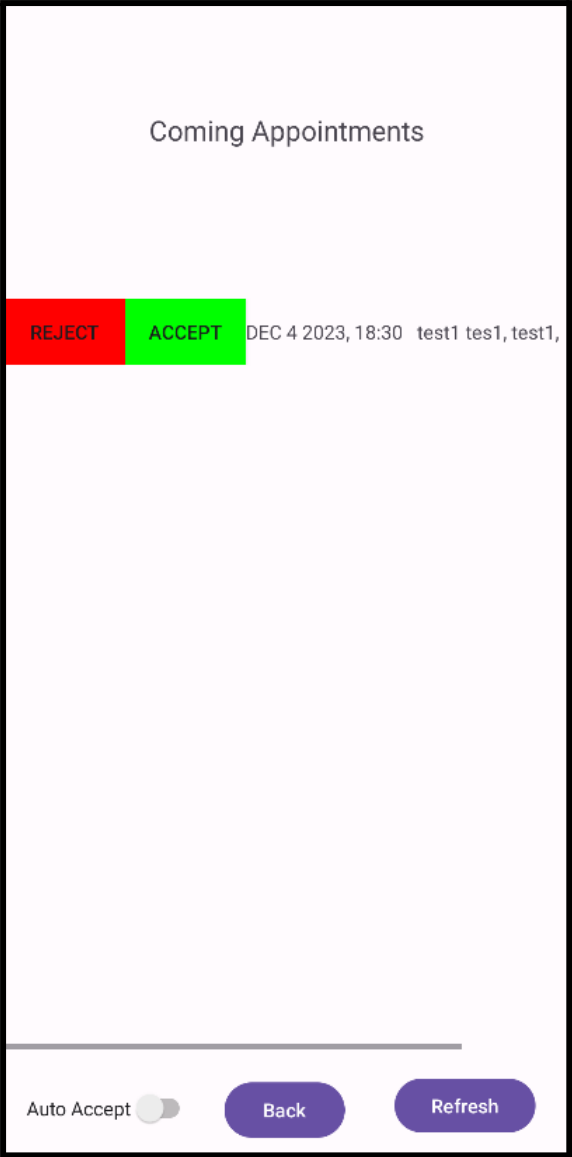 Coming Appointments
REJECT ACCEPT DEC 4 2023, 18:30 test1 tes1, test1,
Auto Accept Back Refresh